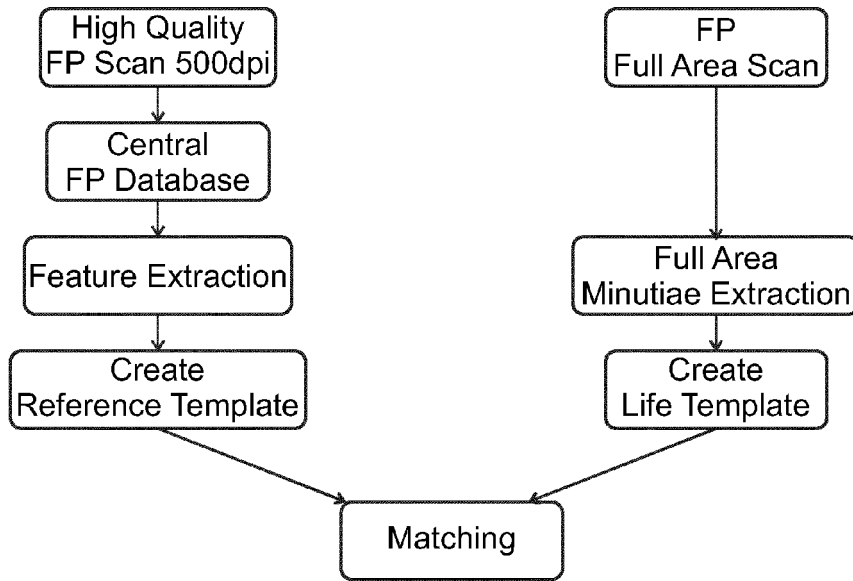 High Quality
FP Scan 500dpi
Central
FP Database
Feature Extraction
Create
Reference Template
FP
Full Area Scan
Full Area
Minutiae Extraction
Create
Life Template
Matching